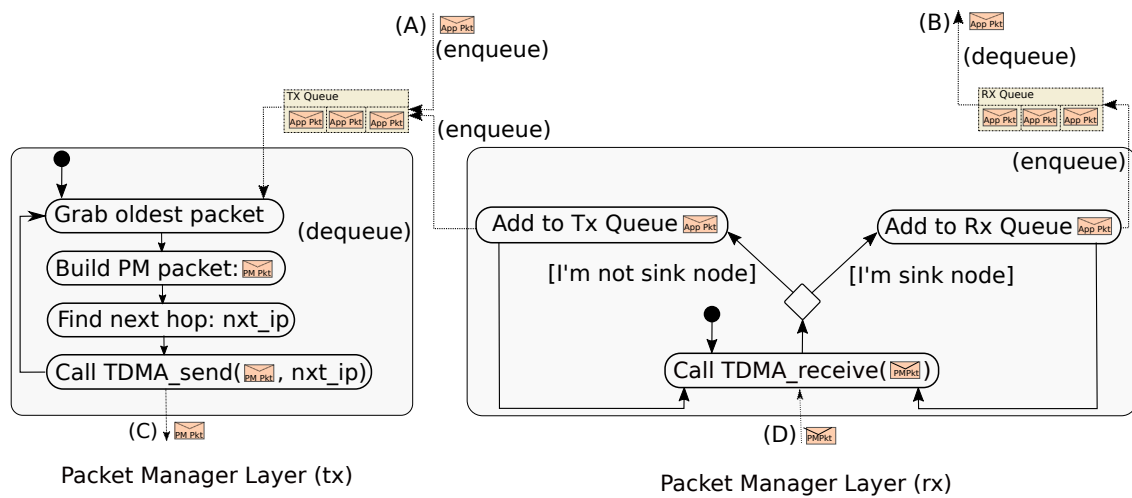 (A) App Pkt
(enqueue)
(B) App Pkt
(dequeue)
TX Queue
App Pkt App Pkt App Pkt
(enqueue)
RX Queue
App Pkt App Pkt App Pkt
(enqueue)
Grab oldest packet
(dequeue)
Build PM packet: PM Pkt
Find next hop: nxt_ip
Call TDMA_send( PM Pkt , nxt_ip)
(C) PM Pkt
Packet Manager Layer (tx)
Add to Tx Queue App Pkt
Add to Rx Queue App Pkt
[I'm not sink node]
[I'm sink node]
Call TDMA_receive( PMPkt )
(D) PMPkt
Packet Manager Layer (rx)